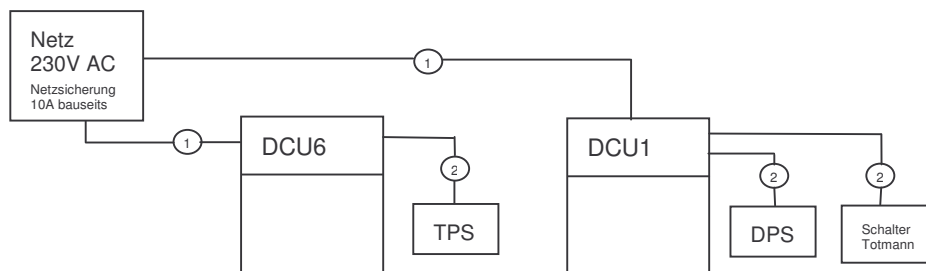 Netz
230V AC
Netzsicherung
10A bauseits
1
1
DCU6
DCU1
2
2
2
TPS
DPS
Schalter
Totmann